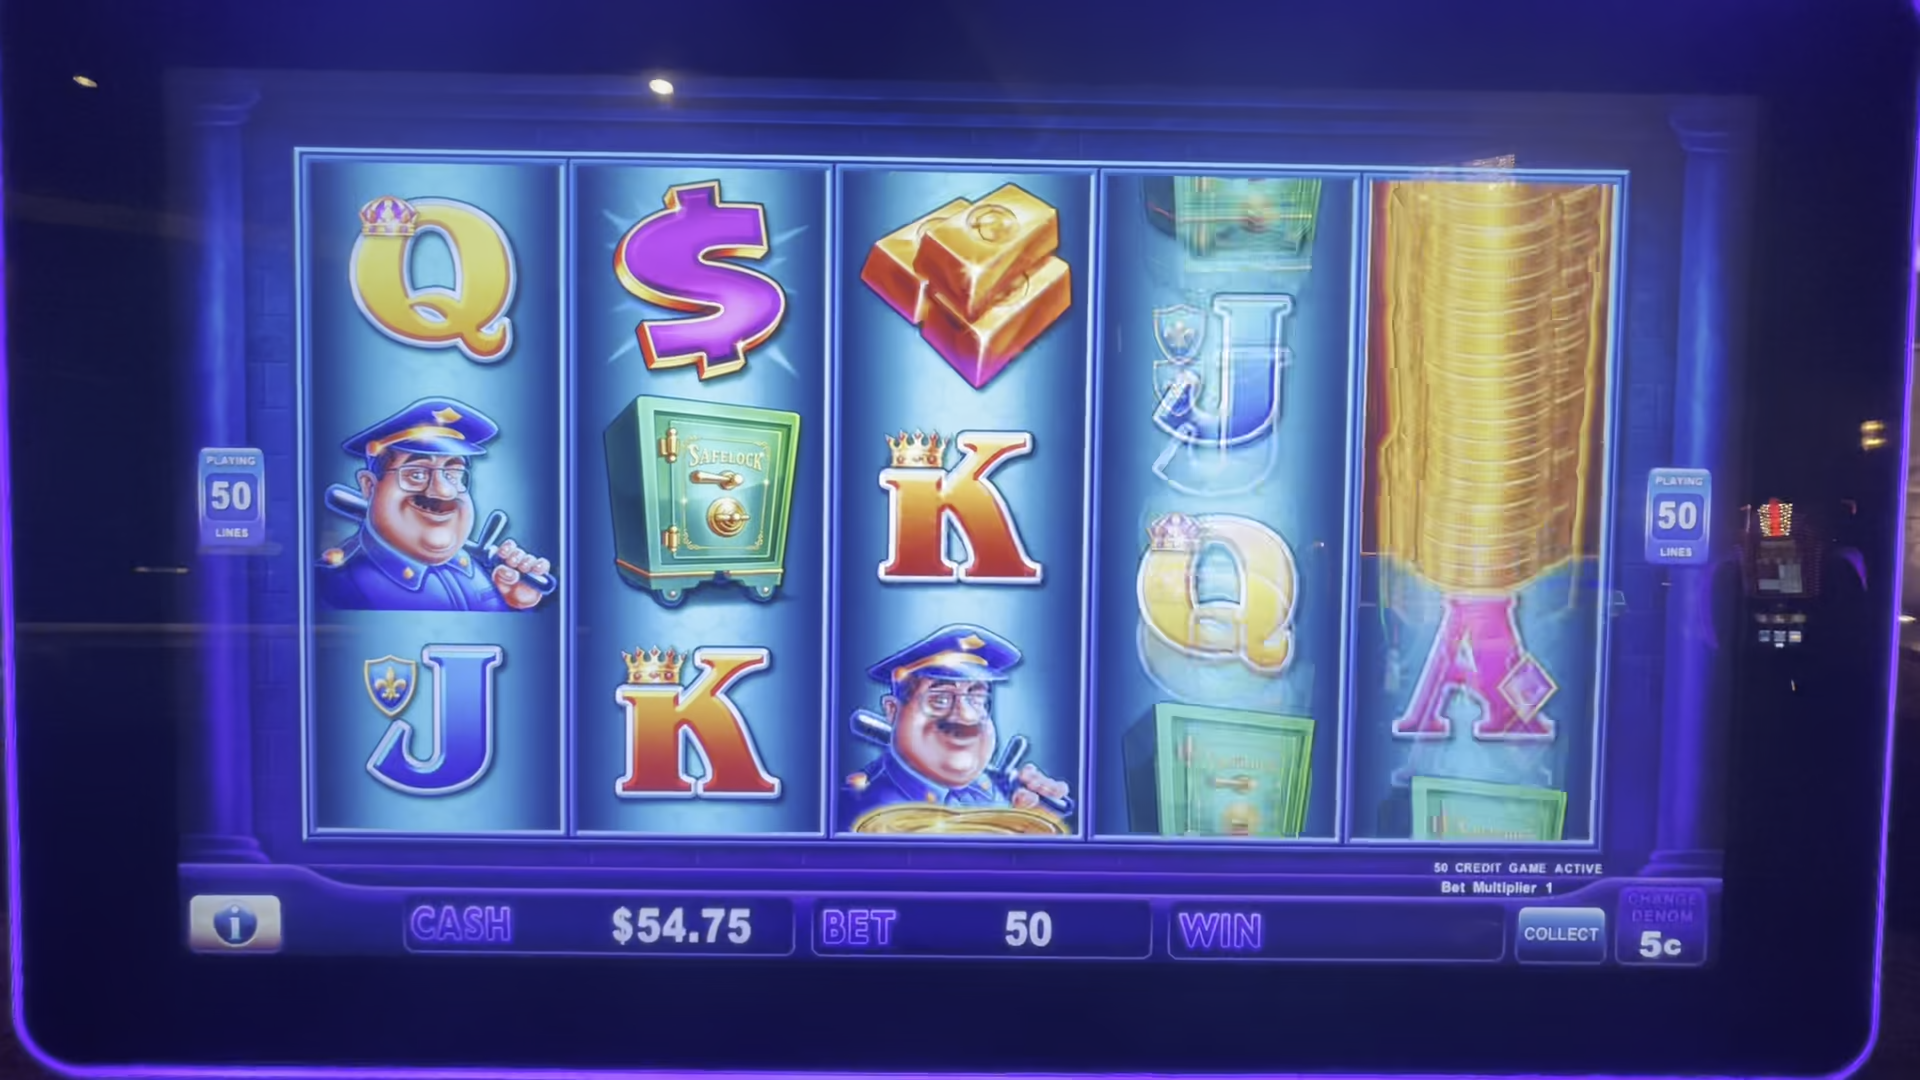 Q
$
J
PLAYING
50
LINES
SAFELOCK
K
Q
PLAYING
50
LINES
J
K
A
50 CREDIT GAME ACTIVE
Bet Multiplier 1
CASH $54.75 BET 50 WIN COLLECT
CHANGE
DENOM
5c